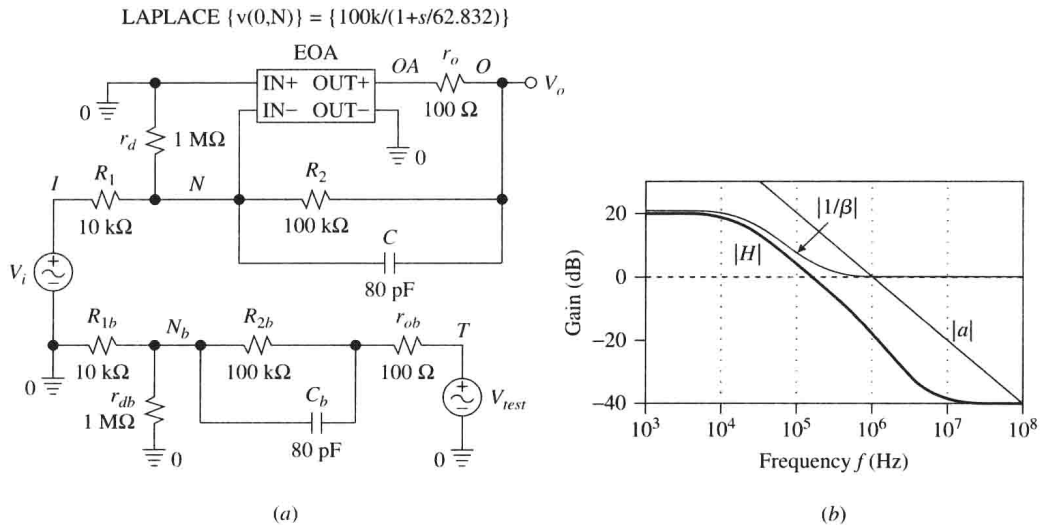 LAPLACE {v(0,N)} = {100k/(1+s/62.832)}
EOA
IN+ OUT+
IN− OUT−
OA
r_o
O
V_o
100 Ω
0
0
r_d
1 MΩ
I
R_1
N
R_2
10 kΩ
100 kΩ
C
80 pF
V_i
R_1b
N_b
R_2b
r_ob
T
0
10 kΩ
100 kΩ
100 Ω
r_db
1 MΩ
C_b
V_test
80 pF
0
0
(a)
Gain (dB)
20
0
−20
−40
|1/β|
|H|
|a|
10^3 10^4 10^5 10^6 10^7 10^8
Frequency f (Hz)
(b)